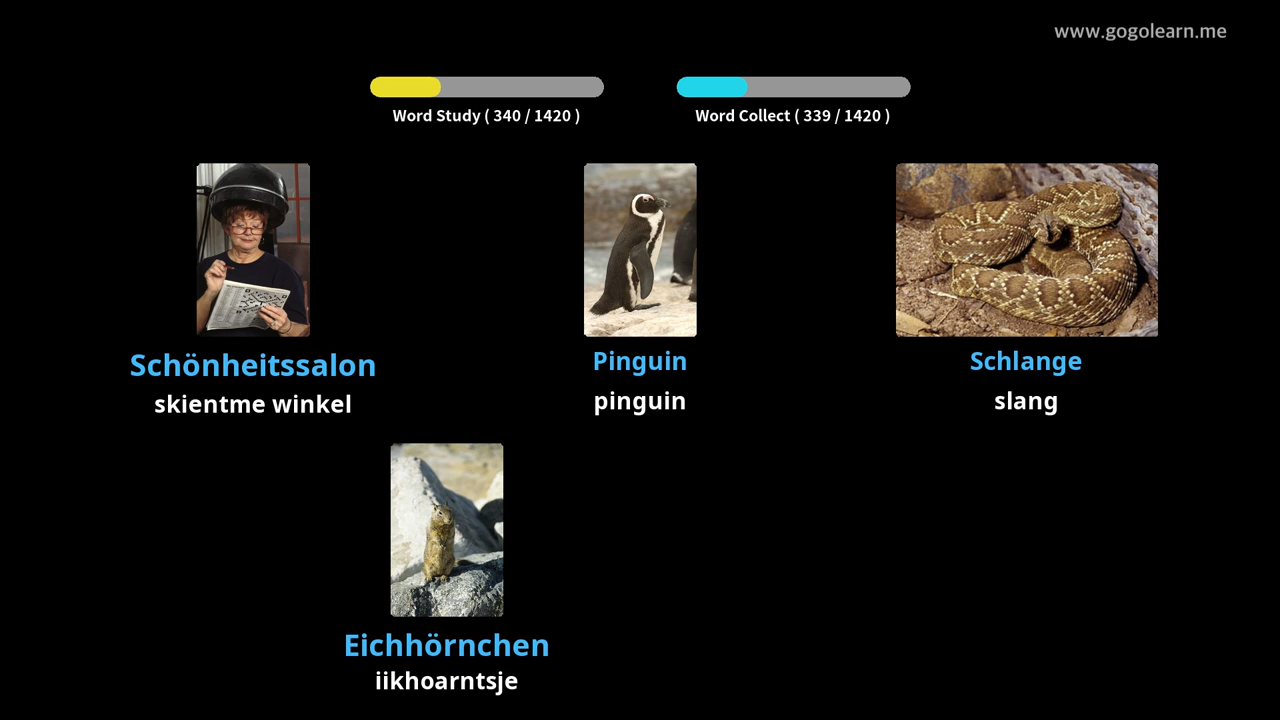 www.gogolearn.me
Word Study ( 340 / 1420 )
Word Collect ( 339 / 1420 )
Schönheitssalon
skientme winkel
Pinguin
pinguin
Schlange
slang
Eichhörnchen
iikhoarntsje